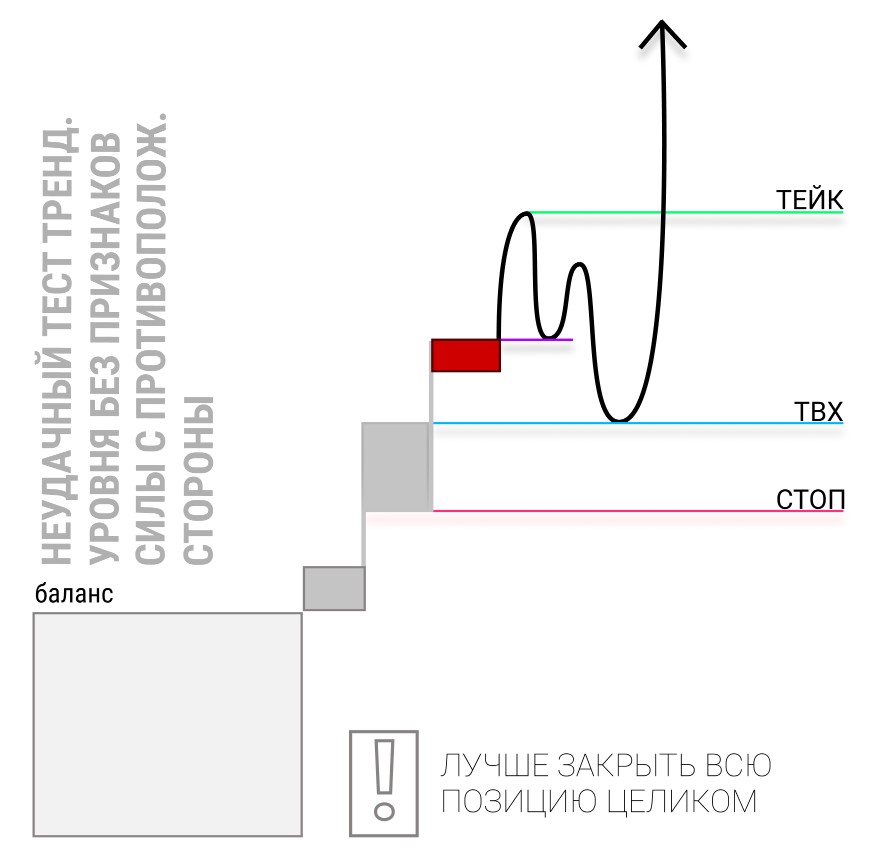 НЕУДАЧНЫЙ ТЕСТ ТРЕНД.
УРОВНЯ БЕЗ ПРИЗНАКОВ
СИЛЫ С ПРОТИВОПОЛОЖ.
СТОРОНЫ
ТЕЙК
ТВХ
СТОП
баланс
!
ЛУЧШЕ ЗАКРЫТЬ ВСЮ
ПОЗИЦИЮ ЦЕЛИКОМ